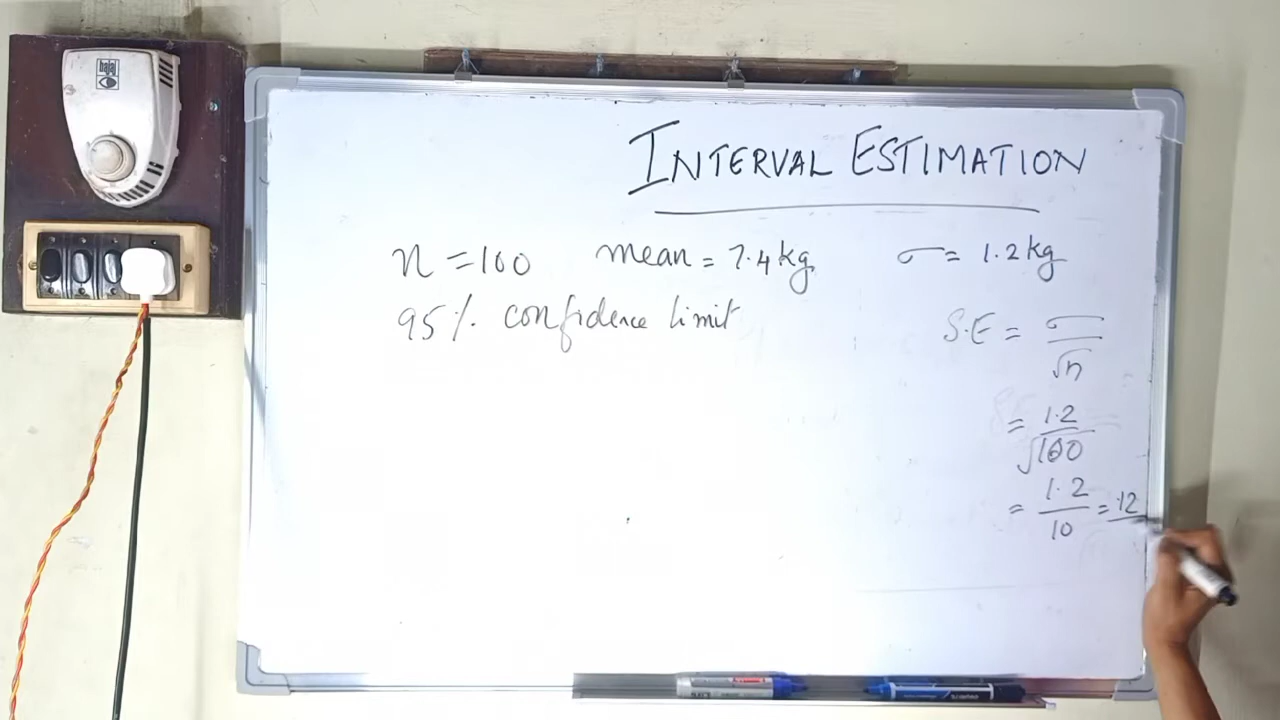 bajaj
INTERVAL ESTIMATION
n = 100 mean = 7.4 kg σ = 1.2 kg
95% confidence limit
S.E = σ/√n
= 1.2/√100
= 1.2/10 = .12